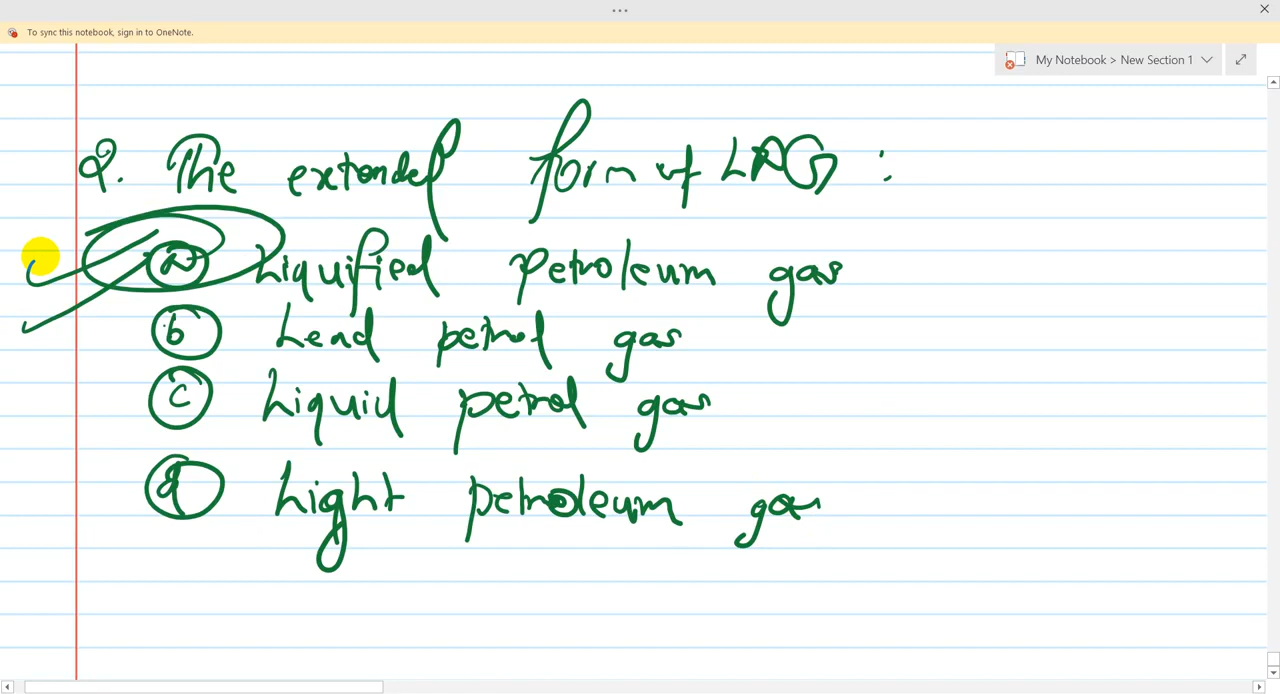 To sync this notebook, sign in to OneNote.
My Notebook > New Section 1
Q. The extended form of LPG :
(a) Liquified petroleum gas
(b) Lead petrol gas
(c) Liquid petrol gas
(d) Light petroleum gas